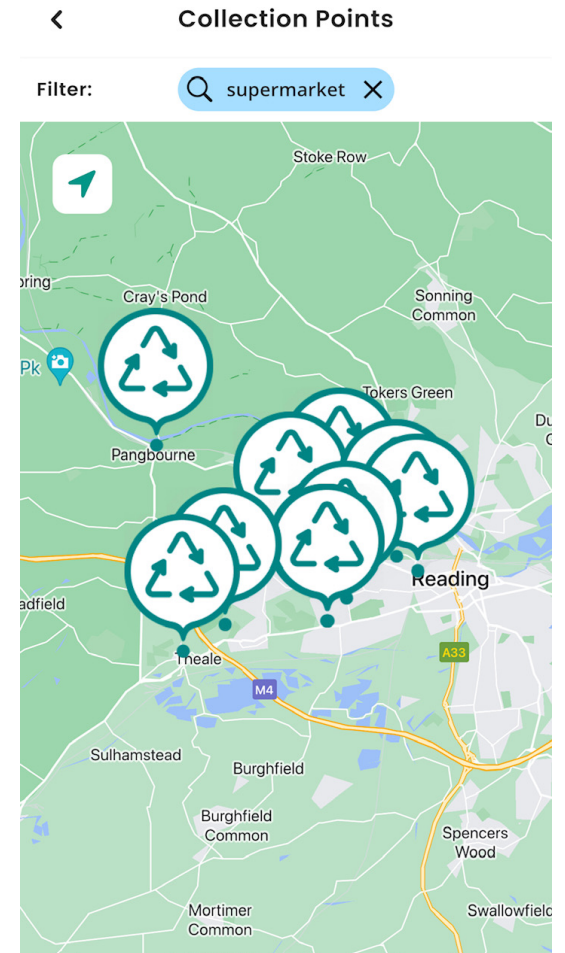 Collection Points
Filter:
supermarket
Stoke Row
oring
Cray's Pond
Sonning
Common
Pk
Tokers Green
Du
C
Pangbourne
Reading
adfield
A33
Theale
M4
Sulhamstead
Burghfield
Burghfield
Common
Spencers
Wood
Mortimer
Common
Swallowfield